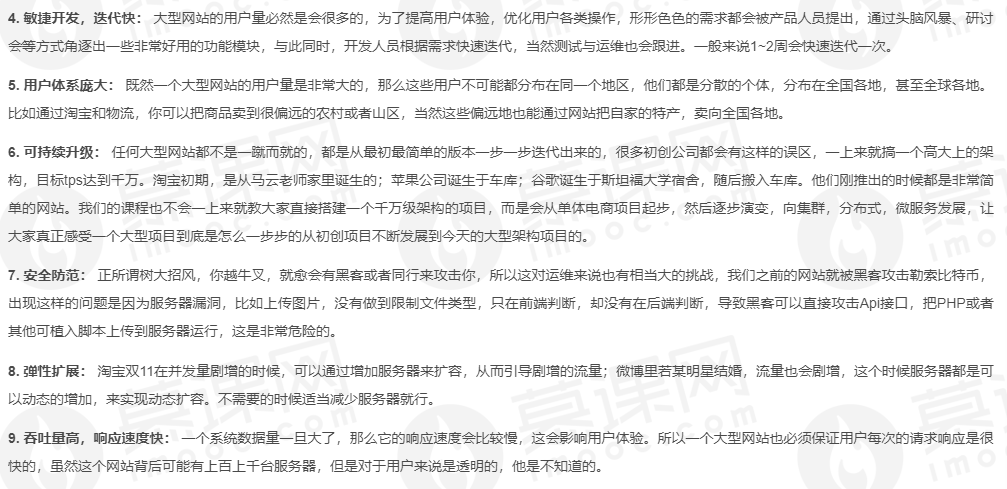 4. 敏捷开发，迭代快： 大型网站的用户量必然是会很多的，为了提高用户体验，优化用户各类操作，形形色色的需求都会被产品人员提出，通过头脑风暴、研讨
会等方式角逐出一些非常好用的功能模块，与此同时，开发人员根据需求快速迭代，当然测试与运维也会跟进。一般来说1~2周会快速迭代一次。
5. 用户体系庞大： 既然一个大型网站的用户量是非常大的，那么这些用户不可能都分布在同一个地区，他们都是分散的个体，分布在全国各地，甚至全球各地。
比如通过淘宝和物流，你可以把商品卖到很偏远的农村或者山区，当然这些偏远地也能通过网站把自家的特产，卖向全国各地。
6. 可持续升级： 任何大型网站都不是一蹴而就的，都是从最初最简单的版本一步一步迭代出来的，很多初创公司都会有这样的误区，一上来就搞一个高大上的架
构，目标tps达到千万。淘宝初期，是从马云老师家里诞生的；苹果公司诞生于车库；谷歌诞生于斯坦福大学宿舍，随后搬入车库。他们刚推出的时候都是非常简
单的网站。我们的课程也不会一上来就教大家直接搭建一个千万级架构的项目，而是会从单体电商项目起步，然后逐步演变，向集群，分布式，微服务发展，让
大家真正感受一个大型项目到底是怎么一步步的从初创项目不断发展到今天的大型架构项目的。
7. 安全防范： 正所谓树大招风，你越牛叉，就愈会有黑客或者同行来攻击你，所以这对运维来说也有相当大的挑战，我们之前的网站就被黑客攻击勒索比特币，
出现这样的问题是因为服务器漏洞，比如上传图片，没有做到限制文件类型，只在前端判断，却没有在后端判断，导致黑客可以直接攻击Api接口，把PHP或者
其他可植入脚本上传到服务器运行，这是非常危险的。
8. 弹性扩展： 淘宝双11在并发量剧增的时候，可以通过增加服务器来扩容，从而引导剧增的流量；微博里若某明星结婚，流量也会剧增，这个时候服务器都是可
以动态的增加，来实现动态扩容。不需要的时候适当减少服务器就行。
9. 吞吐量高，响应速度快： 一个系统数据量一旦大了，那么它的响应速度会比较慢，这会影响用户体验。所以一个大型网站也必须保证用户每次的请求响应是很
快的，虽然这个网站背后可能有上百上千台服务器，但是对于用户来说是透明的，他是不知道的。
慕课网
imooc.com